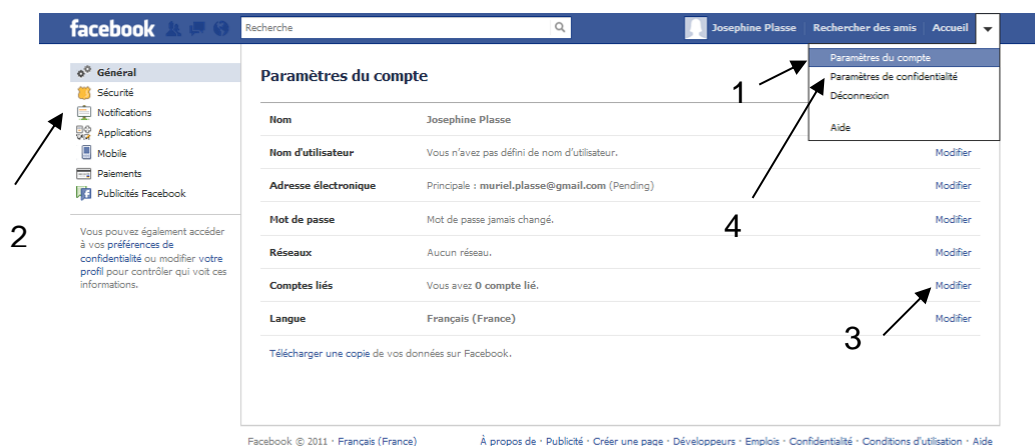 facebook Recherche Josephine Plasse Rechercher des amis Accueil
Paramètres du compte
Paramètres de confidentialité
Déconnexion
Aide
1
4
Général
Sécurité
Notifications
Applications
Mobile
Paiements
Publicités Facebook
2
Vous pouvez également accéder
à vos préférences de
confidentialité ou modifier votre
profil pour contrôler qui voit ces
informations.
Paramètres du compte
Nom Josephine Plasse
Nom d'utilisateur Vous n'avez pas défini de nom d'utilisateur. Modifier
Adresse électronique Principale : muriel.plasse@gmail.com (Pending) Modifier
Mot de passe Mot de passe jamais changé. Modifier
Réseaux Aucun réseau. Modifier
Comptes liés Vous avez 0 compte lié. Modifier
3
Langue Français (France) Modifier
Télécharger une copie de vos données sur Facebook.
Facebook © 2011 · Français (France) À propos de · Publicité · Créer une page · Développeurs · Emplois · Confidentialité · Conditions d'utilisation · Aide